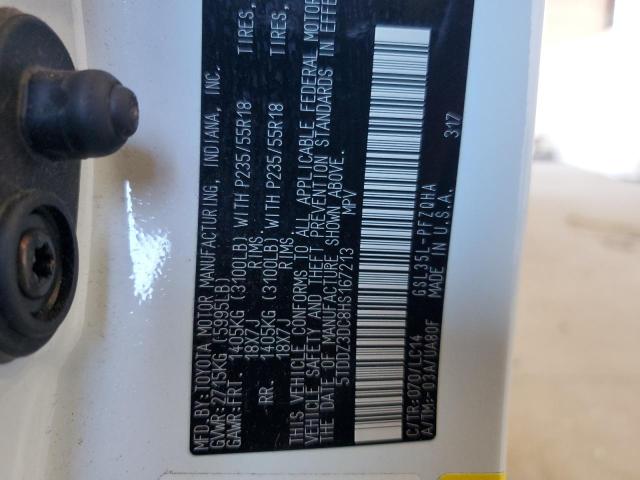 MFD.BY:TOYOTA MOTOR MANUFACTURING, INDIANA, INC.
GVWR:2715KG (5995LB)
GAWR:FRT. 1405KG (3100LB) WITH P235/55R18 TIRES,
18X7J RIMS
RR. 1405KG (3100LB) WITH P235/55R18 TIRES,
18X7J RIMS
THIS VEHICLE CONFORMS TO ALL APPLICABLE FEDERAL MOTOR
VEHICLE SAFETY AND THEFT PREVENTION STANDARDS IN EFFE
THE DATE OF MANUFACTURE SHOWN ABOVE.
5TDDZ3DC8HS167213 MPV
C/TR:070/LC14 GSL35L-PFZQHA 317
A/TM:-03A/UA80F MADE IN U.S.A.